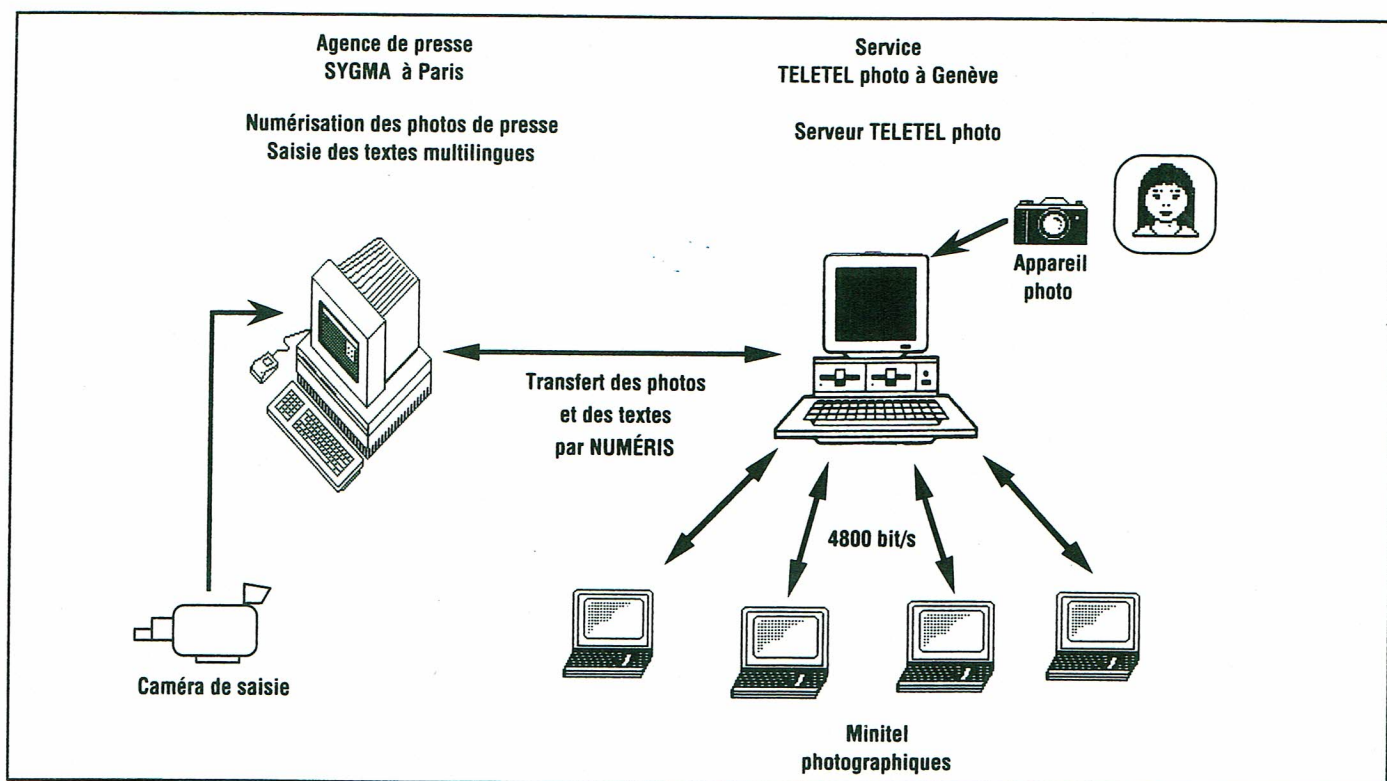 Agence de presse
SYGMA à Paris
Numérisation des photos de presse
Saisie des textes multilingues
Service
TELETEL photo à Genève
Serveur TELETEL photo
Appareil
photo
Transfert des photos
et des textes
par NUMÉRIS
4800 bit/s
Caméra de saisie
Minitel
photographiques